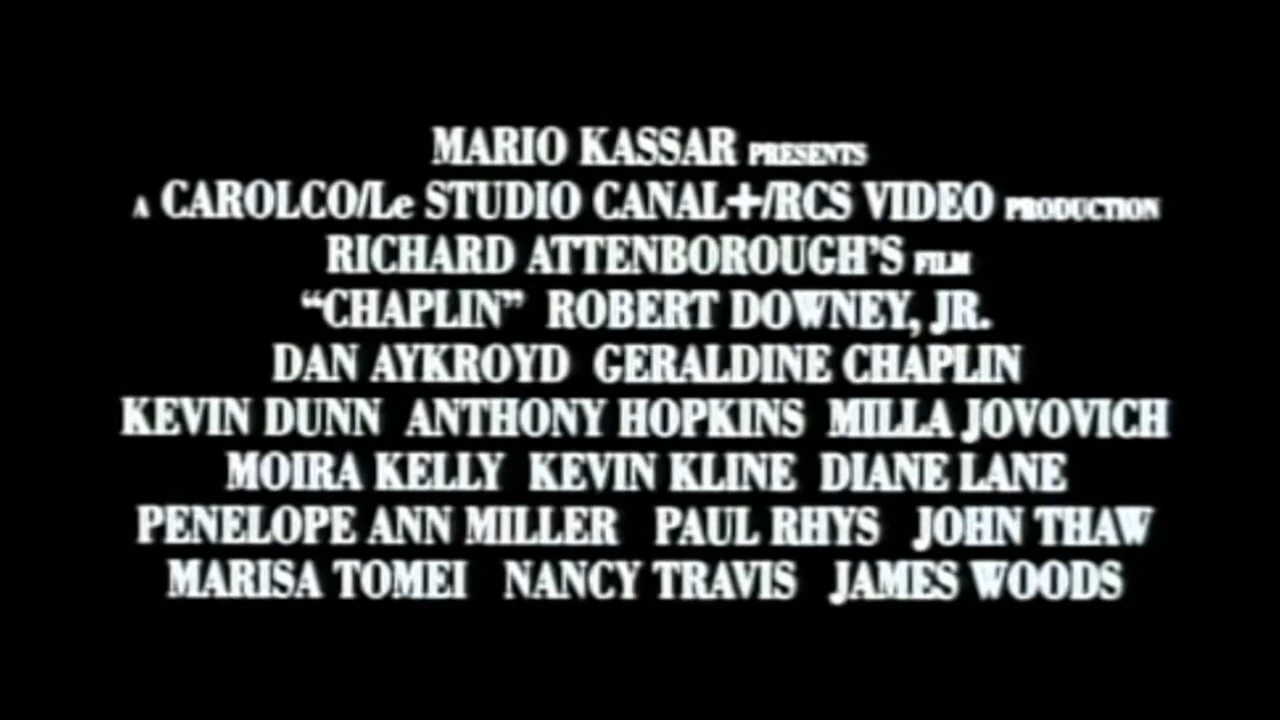 MARIO KASSAR PRESENTS
A CAROLCO/Le STUDIO CANAL+/RCS VIDEO PRODUCTION
RICHARD ATTENBOROUGH'S FILM
“CHAPLIN” ROBERT DOWNEY, JR.
DAN AYKROYD GERALDINE CHAPLIN
KEVIN DUNN ANTHONY HOPKINS MILLA JOVOVICH
MOIRA KELLY KEVIN KLINE DIANE LANE
PENELOPE ANN MILLER PAUL RHYS JOHN THAW
MARISA TOMEI NANCY TRAVIS JAMES WOODS